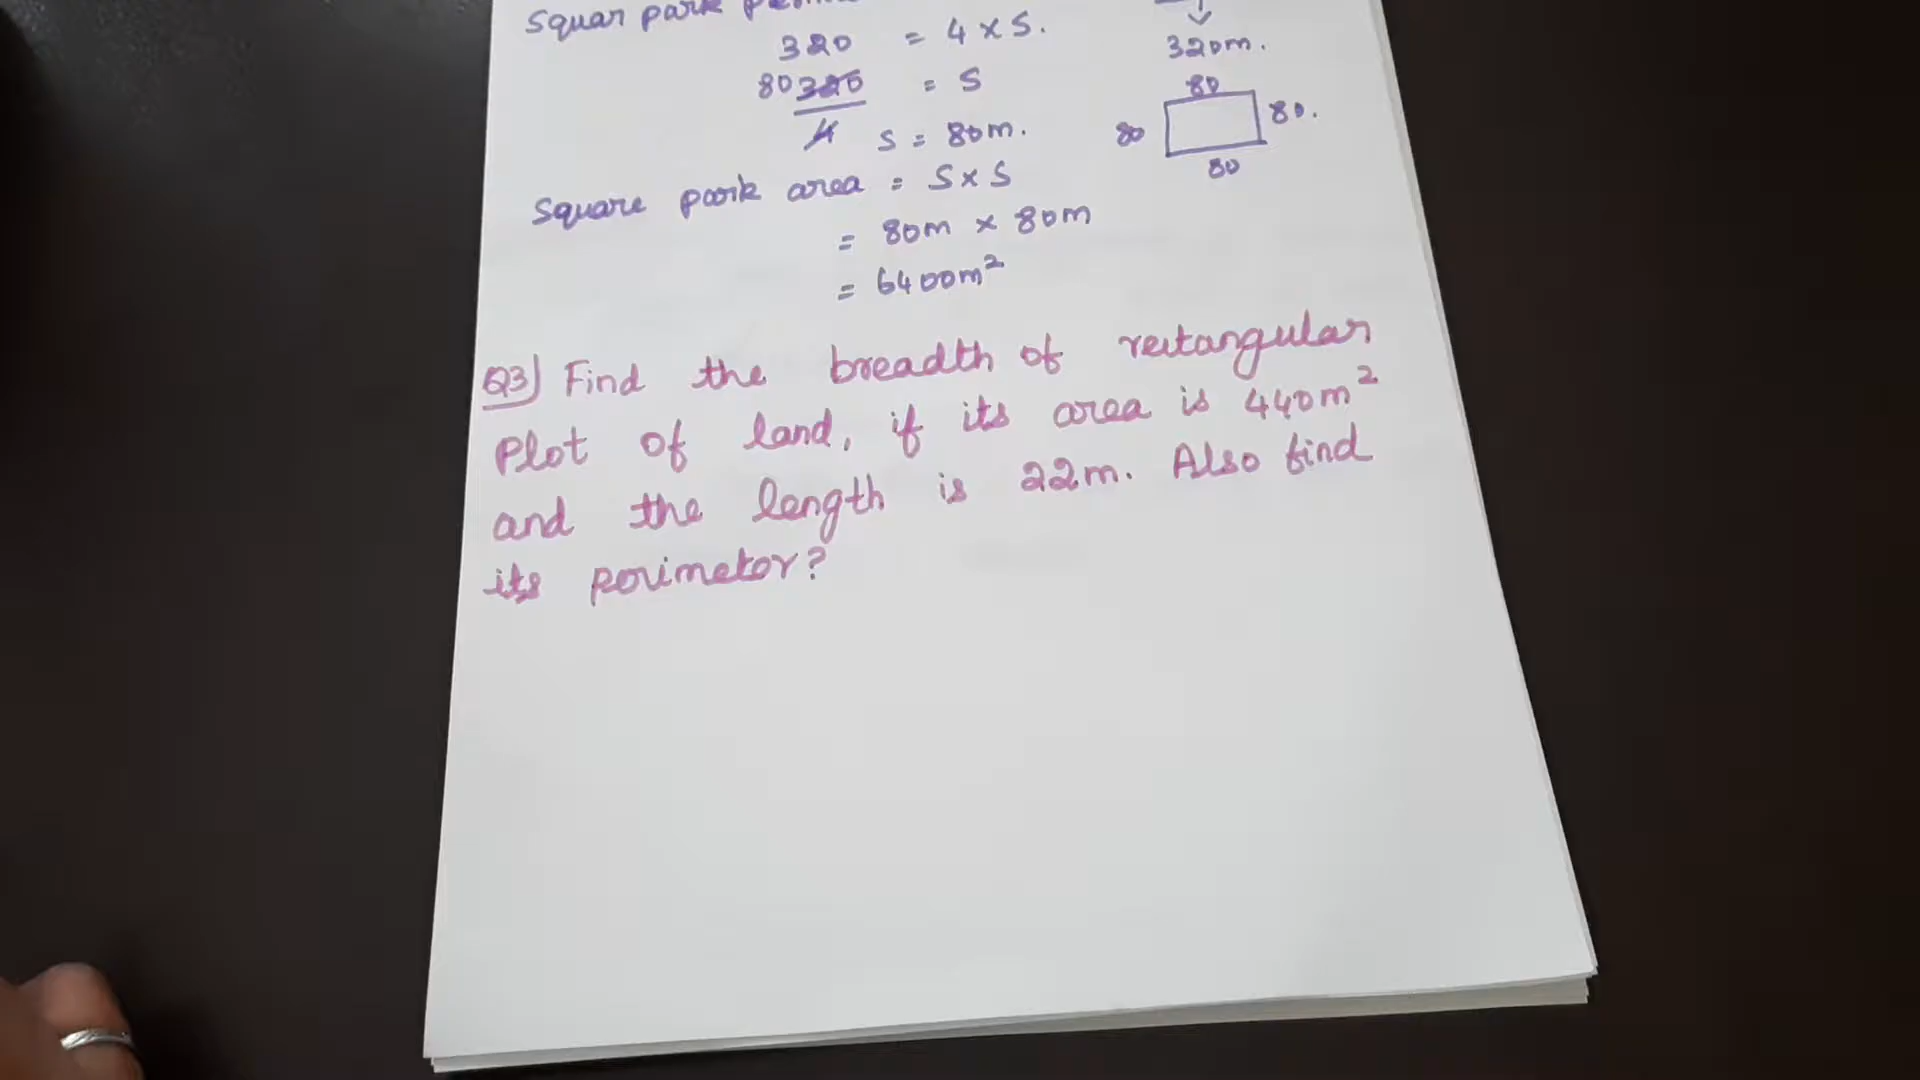 Squar park
320 = 4 x S.
320m.
80 320 = S
4
S = 80m.
80
80
80.
80
Square park area = S x S
= 80m x 80m
= 6400m²
Q3) Find the breadth of rectangular
Plot of land, if its area is 440m²
and the length is 22m. Also find
its perimetor?